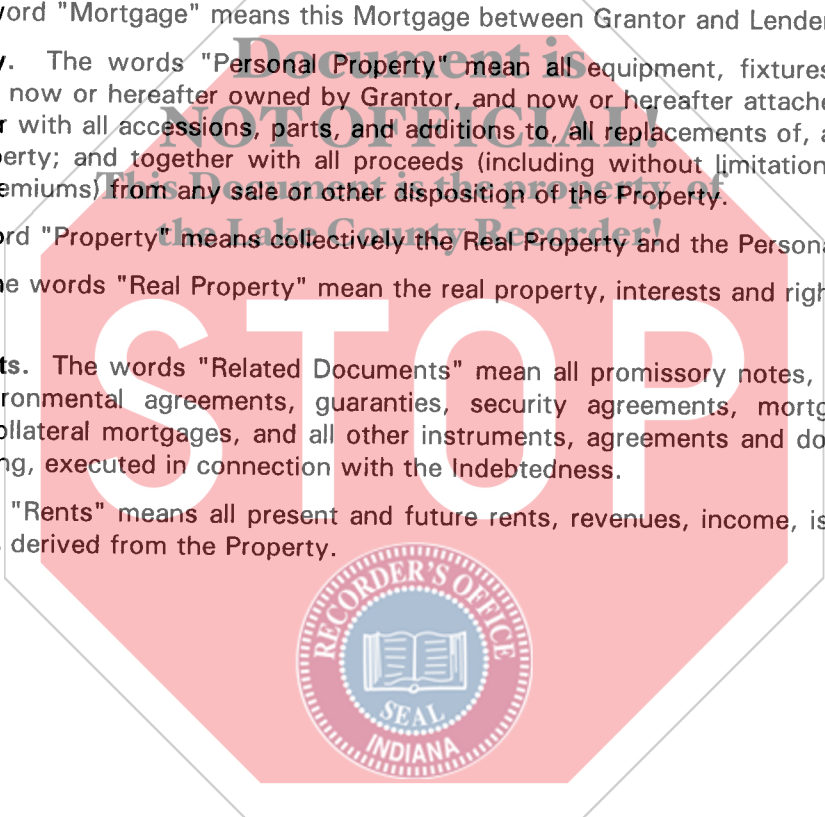 ord "Mortgage" means this Mortgage between Grantor and Lender
Document is
y. The words "Personal Property" mean all equipment, fixtures
now or hereafter owned by Grantor, and now or hereafter attache
NOT OFFICIAL!
r with all accessions, parts, and additions to, all replacements of, a
erty; and together with all proceeds (including without limitation
This Document is the property of
emiums) from any sale or other disposition of the Property.
the Lake County Recorder!
ord "Property" means collectively the Real Property and the Persona
e words "Real Property" mean the real property, interests and righ
STOP
ts. The words "Related Documents" mean all promissory notes,
ronmental agreements, guaranties, security agreements, mortg
ollateral mortgages, and all other instruments, agreements and do
ng, executed in connection with the Indebtedness.
"Rents" means all present and future rents, revenues, income, is
derived from the Property.
RECORDER'S OFFICE
SEAL
INDIANA